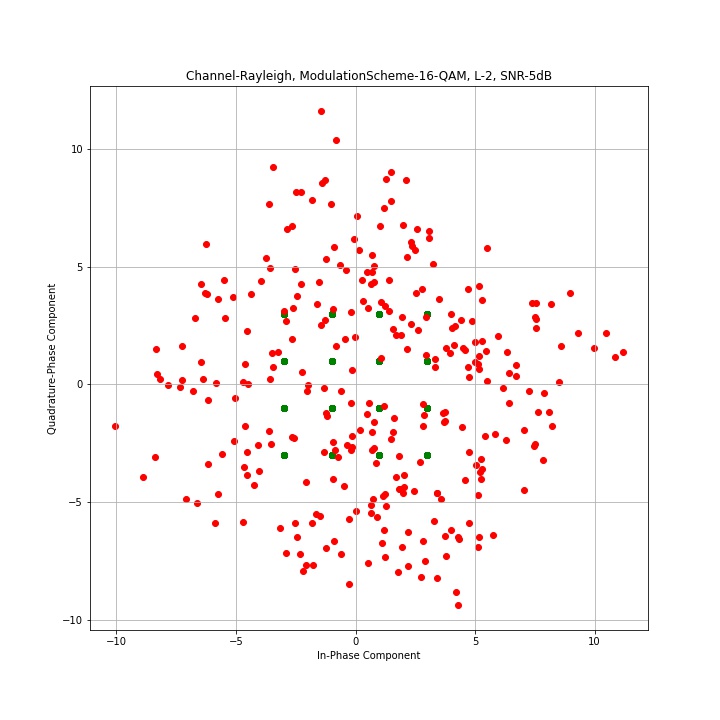 Channel-Rayleigh, ModulationScheme-16-QAM, L-2, SNR-5dB
10
5
0
−5
−10
Quadrature-Phase Component
−10 −5 0 5 10
In-Phase Component